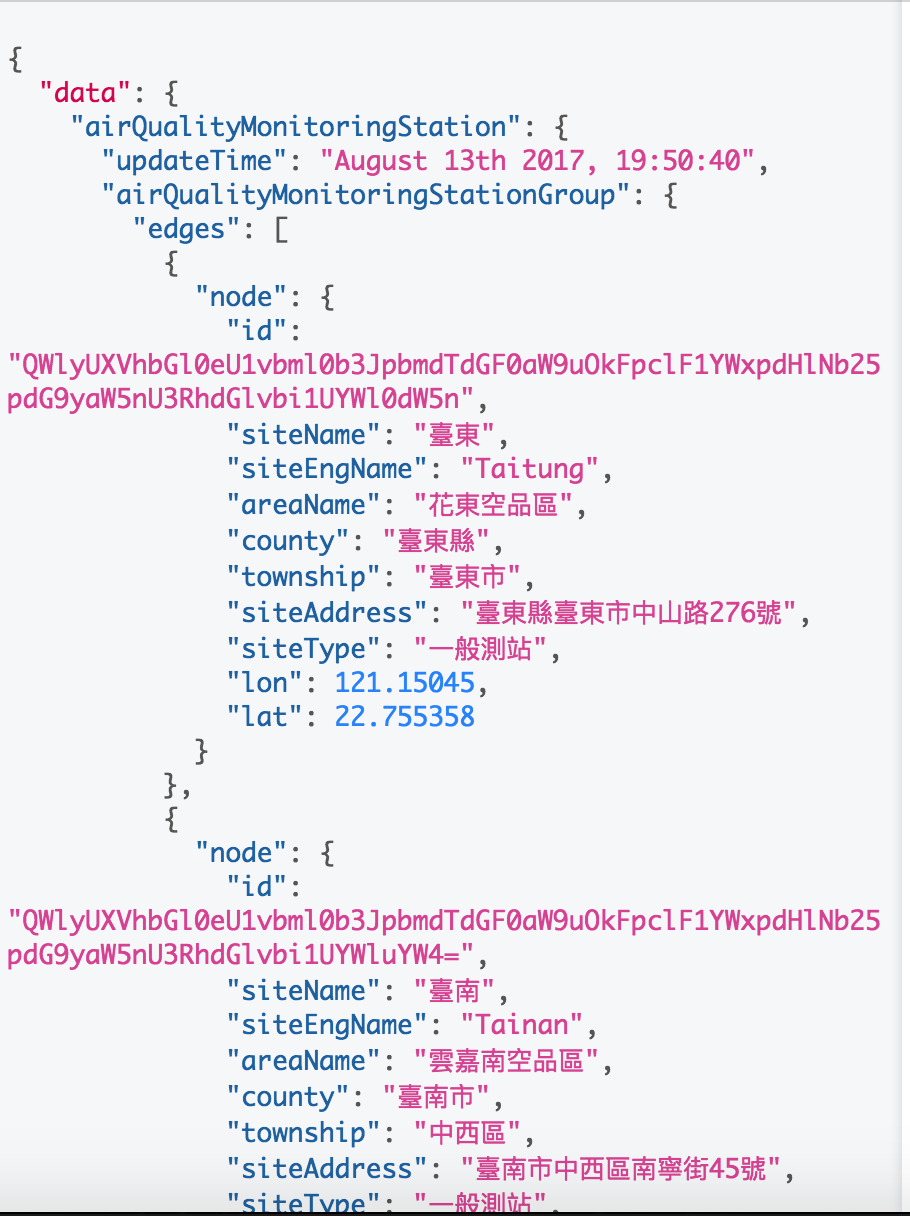 {
"data": {
"airQualityMonitoringStation": {
"updateTime": "August 13th 2017, 19:50:40",
"airQualityMonitoringStationGroup": {
"edges": [
{
"node": {
"id":
"QWlyUXVhbGl0eU1vbml0b3JpbmdTdGF0aW9uOkFpclF1YWxpdHlNb25
pdG9yaW5nU3RhdGlvbi1UYWl0dW5n",
"siteName": "臺東",
"siteEngName": "Taitung",
"areaName": "花東空品區",
"county": "臺東縣",
"township": "臺東市",
"siteAddress": "臺東縣臺東市中山路276號",
"siteType": "一般測站",
"lon": 121.15045,
"lat": 22.755358
}
},
{
"node": {
"id":
"QWlyUXVhbGl0eU1vbml0b3JpbmdTdGF0aW9uOkFpclF1YWxpdHlNb25
pdG9yaW5nU3RhdGlvbi1UYWluYW4=",
"siteName": "臺南",
"siteEngName": "Tainan",
"areaName": "雲嘉南空品區",
"county": "臺南市",
"township": "中西區",
"siteAddress": "臺南市中西區南寧街45號",
"siteType": "一般測站",